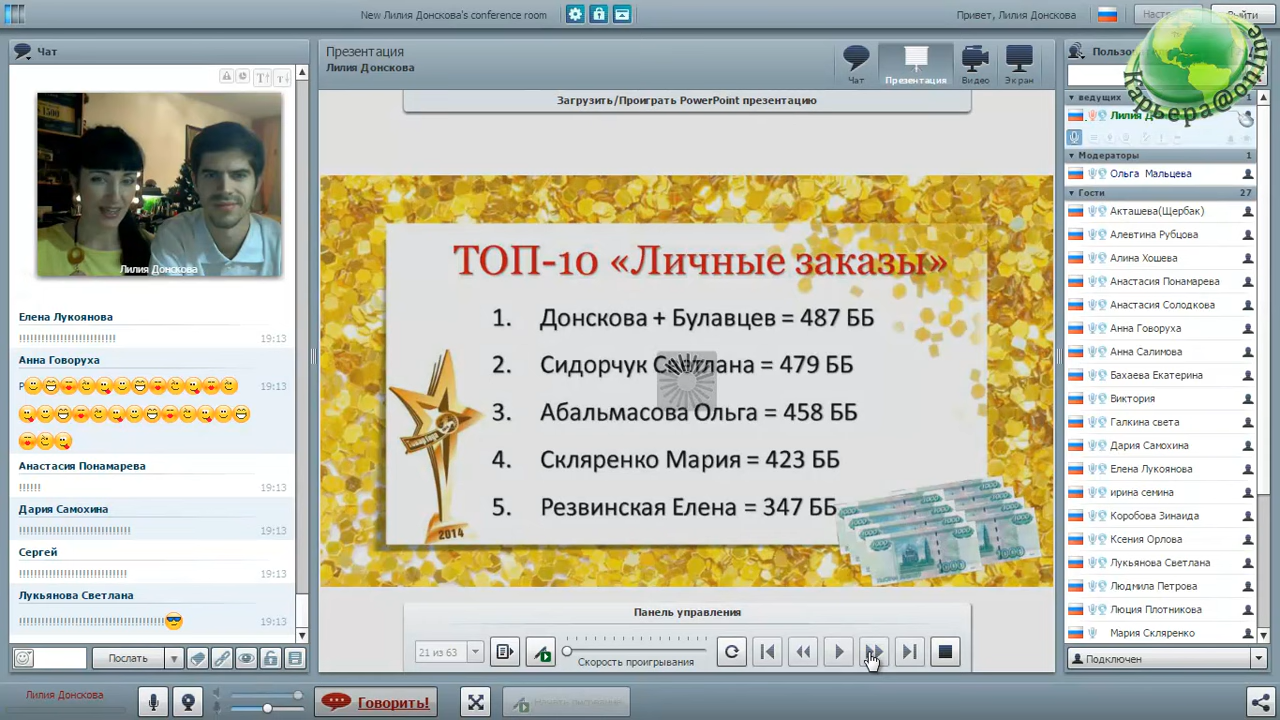 New Лилия Донскова's conference room
Привет, Лилия Донскова
Выйти
Чат
Лилия Донскова
Елена Лукоянова
!!!!!!!!!!!!!!!!!!!!!!!!!! 19:13
Анна Говоруха
19:13
Анастасия Понамарева
!!!!!! 19:13
Дария Самохина
!!!!!!!!!!!!!!!!!!!!!!!!!!!!! 19:13
Сергей
!!!!!!!!!!!!!!!!!!!!!!!!!!!! 19:13
Лукьянова Светлана
!!!!!!!!!!!!!!!!!!!!!!!!!!!!!!!!!!!!! 19:13
Послать
Презентация
Лилия Донскова
Чат
Презентация
Видео
Экран
Загрузить/Проиграть PowerPoint презентацию
ТОП-10 «Личные заказы»
1. Донскова + Булавцев = 487 ББ
2. Сидорчук Светлана = 479 ББ
3. Абальмасова Ольга = 458 ББ
4. Скляренко Мария = 423 ББ
5. Резвинская Елена = 347 ББ
2014
Панель управления
21 из 63
Скорость проигрывания
Карьера@online
ведущих 1
Модераторы 1
Ольга Мальцева
Гости 27
Акташева(Щербак)
Алевтина Рубцова
Алина Хошева
Анастасия Понамарева
Анастасия Солодкова
Анна Говоруха
Анна Салимова
Бахаева Екатерина
Виктория
Галкина света
Дария Самохина
Елена Лукоянова
ирина семина
Коробова Зинаида
Ксения Орлова
Лукьянова Светлана
Людмила Петрова
Люция Плотникова
Мария Скляренко
Подключен
Лилия Донскова
Говорить!